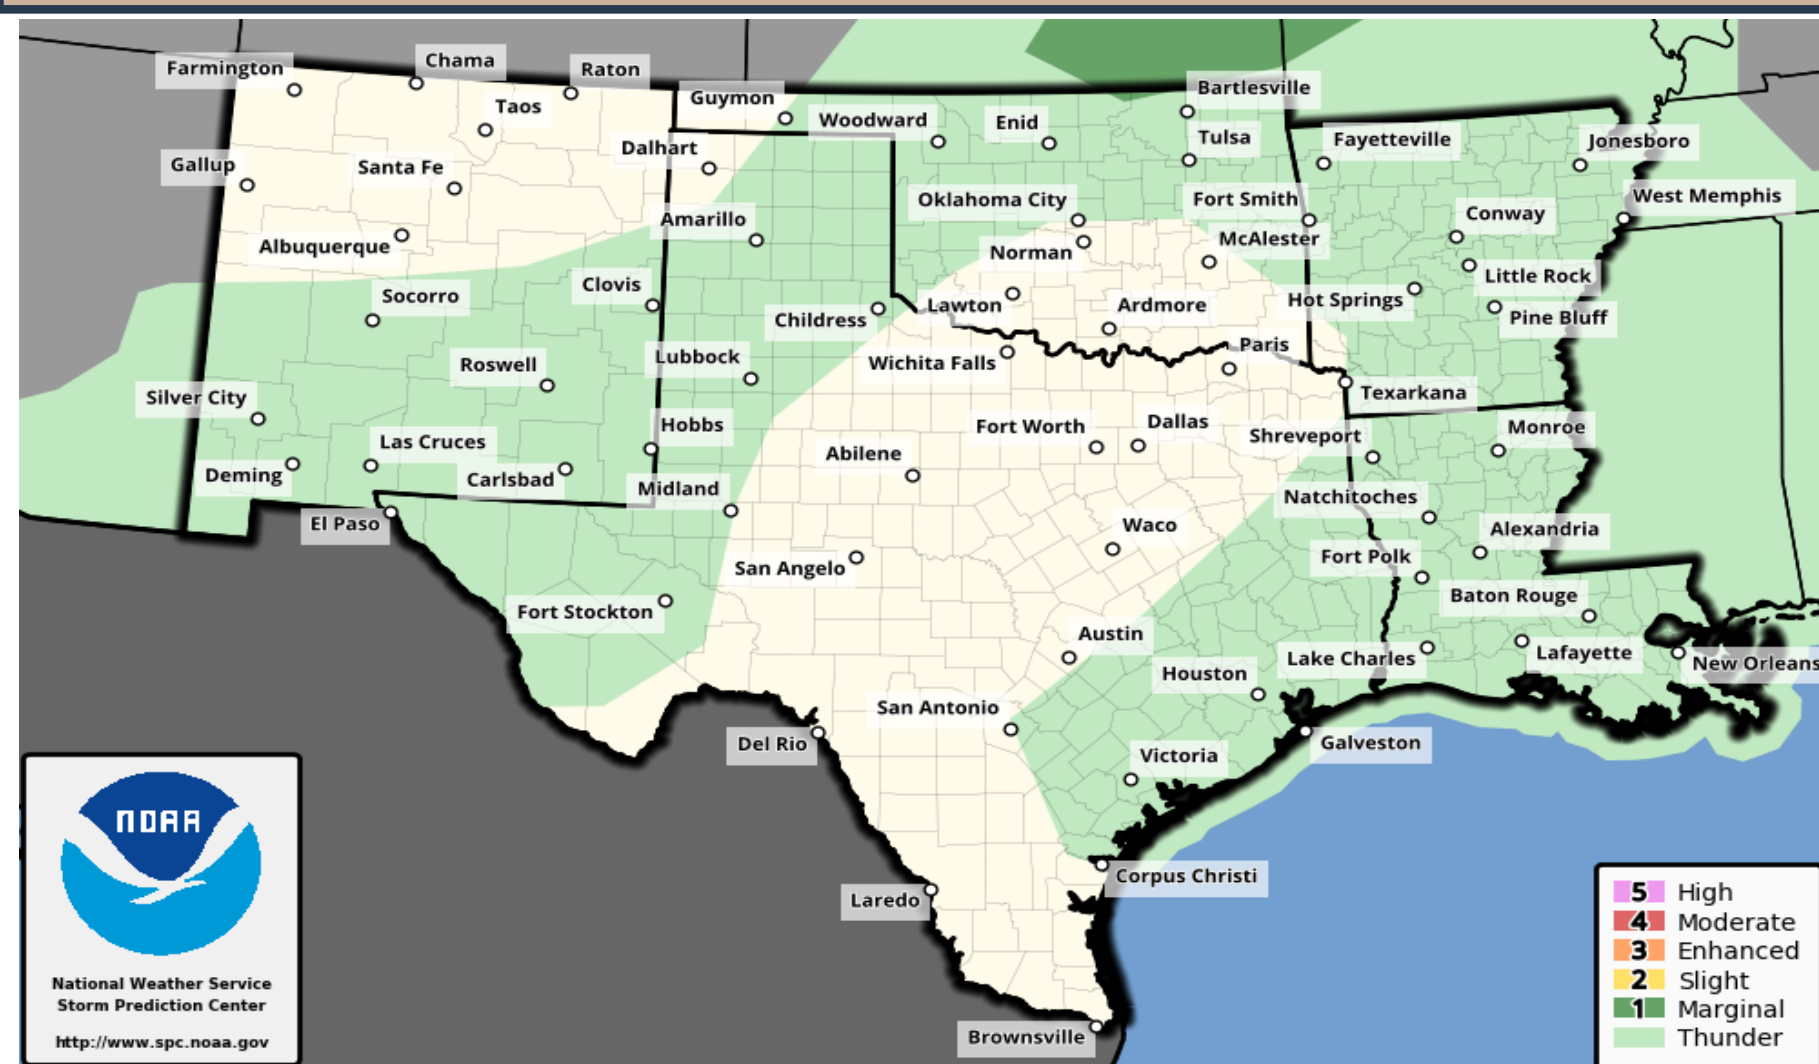 Farmington
Chama
Raton
Taos
Guymon
Gallup
Santa Fe
Albuquerque
Dalhart
Woodward
Enid
Bartlesville
Tulsa
Fayetteville
Jonesboro
Oklahoma City
Fort Smith
West Memphis
Conway
Amarillo
Norman
McAlester
Little Rock
Socorro
Clovis
Childress
Lawton
Ardmore
Hot Springs
Pine Bluff
Roswell
Lubbock
Wichita Falls
Paris
Texarkana
Silver City
Las Cruces
Hobbs
Abilene
Fort Worth
Dallas
Shreveport
Monroe
Deming
Carlsbad
Midland
Natchitoches
El Paso
Waco
Alexandria
San Angelo
Fort Polk
Fort Stockton
Baton Rouge
Austin
Lake Charles
Lafayette
New Orleans
Houston
San Antonio
Del Rio
Victoria
Galveston
Laredo
Corpus Christi
Brownsville
NOAA
National Weather Service
Storm Prediction Center
http://www.spc.noaa.gov
5 High
4 Moderate
3 Enhanced
2 Slight
1 Marginal
Thunder